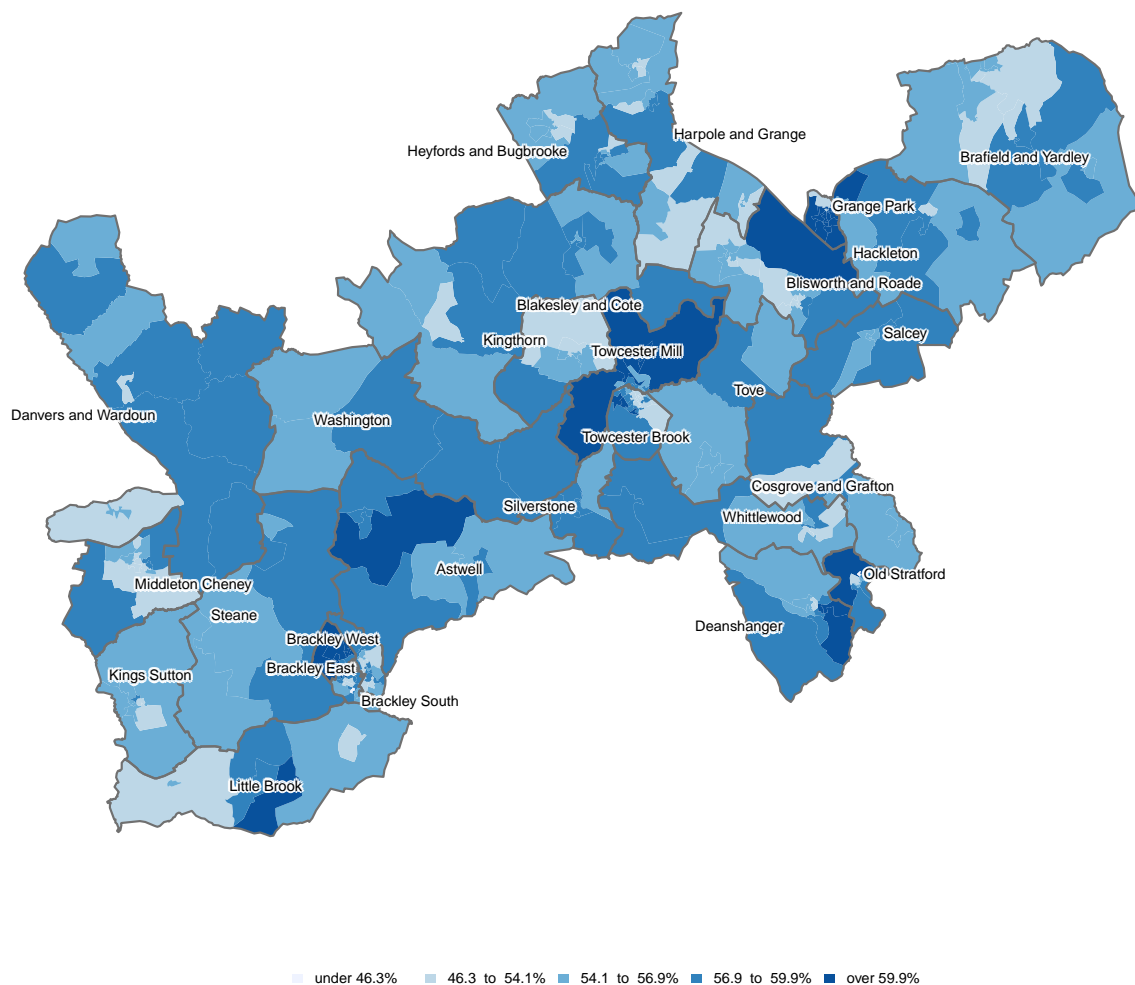 Harpole and Grange
Heyfords and Bugbrooke
Brafield and Yardley
Grange Park
Hackleton
Blisworth and Roade
Blakesley and Cote
Salcey
Kingthorn
Towcester Mill
Tove
Danvers and Wardoun
Washington
Towcester Brook
Cosgrove and Grafton
Silverstone
Whittlewood
Astwell
Old Stratford
Middleton Cheney
Steane
Deanshanger
Brackley West
Brackley East
Kings Sutton
Brackley South
Little Brook
under 46.3% 46.3 to 54.1% 54.1 to 56.9% 56.9 to 59.9% over 59.9%